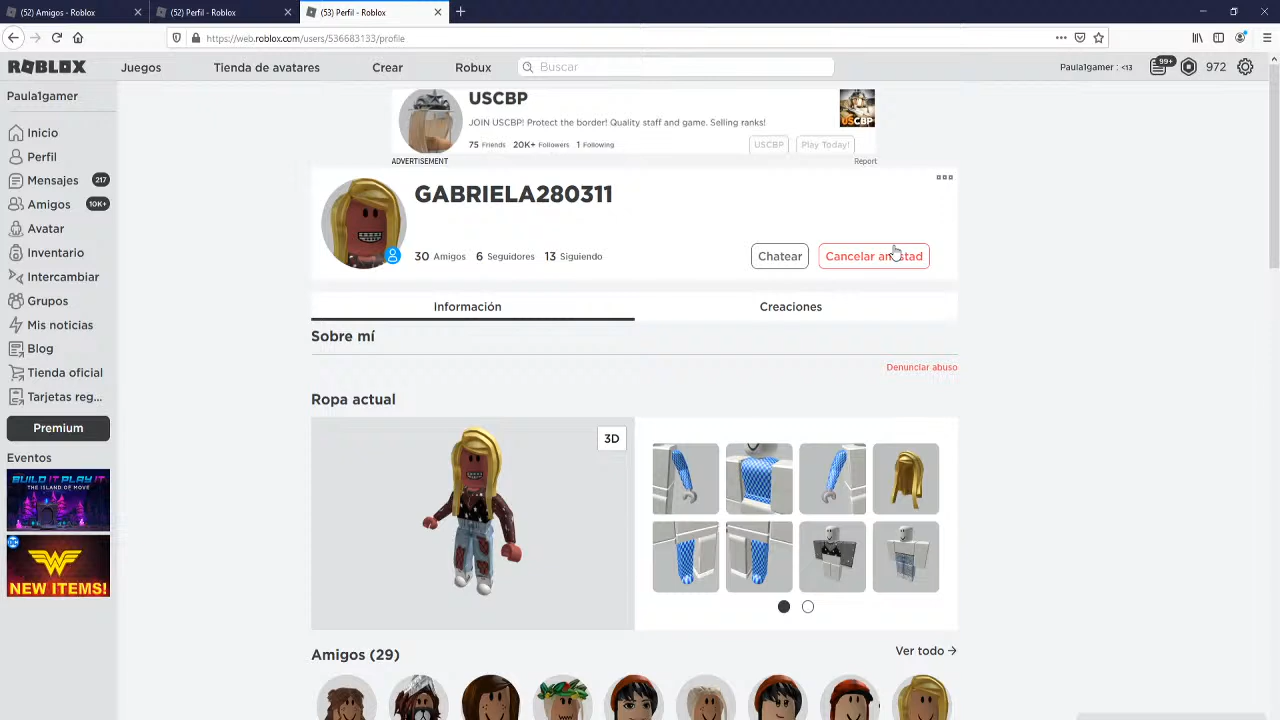 (52) Amigos - Roblox
(52) Perfil - Roblox
(53) Perfil - Roblox
https://web.roblox.com/users/536683133/profile
ROBLOX
Juegos
Tienda de avatares
Crear
Robux
Buscar
Paula1gamer : <13
99+
972
Paula1gamer
Inicio
Perfil
Mensajes 217
Amigos 10K+
Avatar
Inventario
Intercambiar
Grupos
Mis noticias
Blog
Tienda oficial
Tarjetas reg...
Premium
Eventos
BUILD IT PLAY IT
THE ISLAND OF MOVE
DC
NEW ITEMS!
USCBP
JOIN USCBP! Protect the border! Quality staff and game. Selling ranks!
75 Friends 20K+ Followers 1 Following
USCBP
Play Today!
USCBP
ADVERTISEMENT
Report
GABRIELA280311
30 Amigos 6 Seguidores 13 Siguiendo
Chatear
Cancelar amistad
Información
Creaciones
Sobre mí
Denunciar abuso
Ropa actual
3D
Amigos (29)
Ver todo →